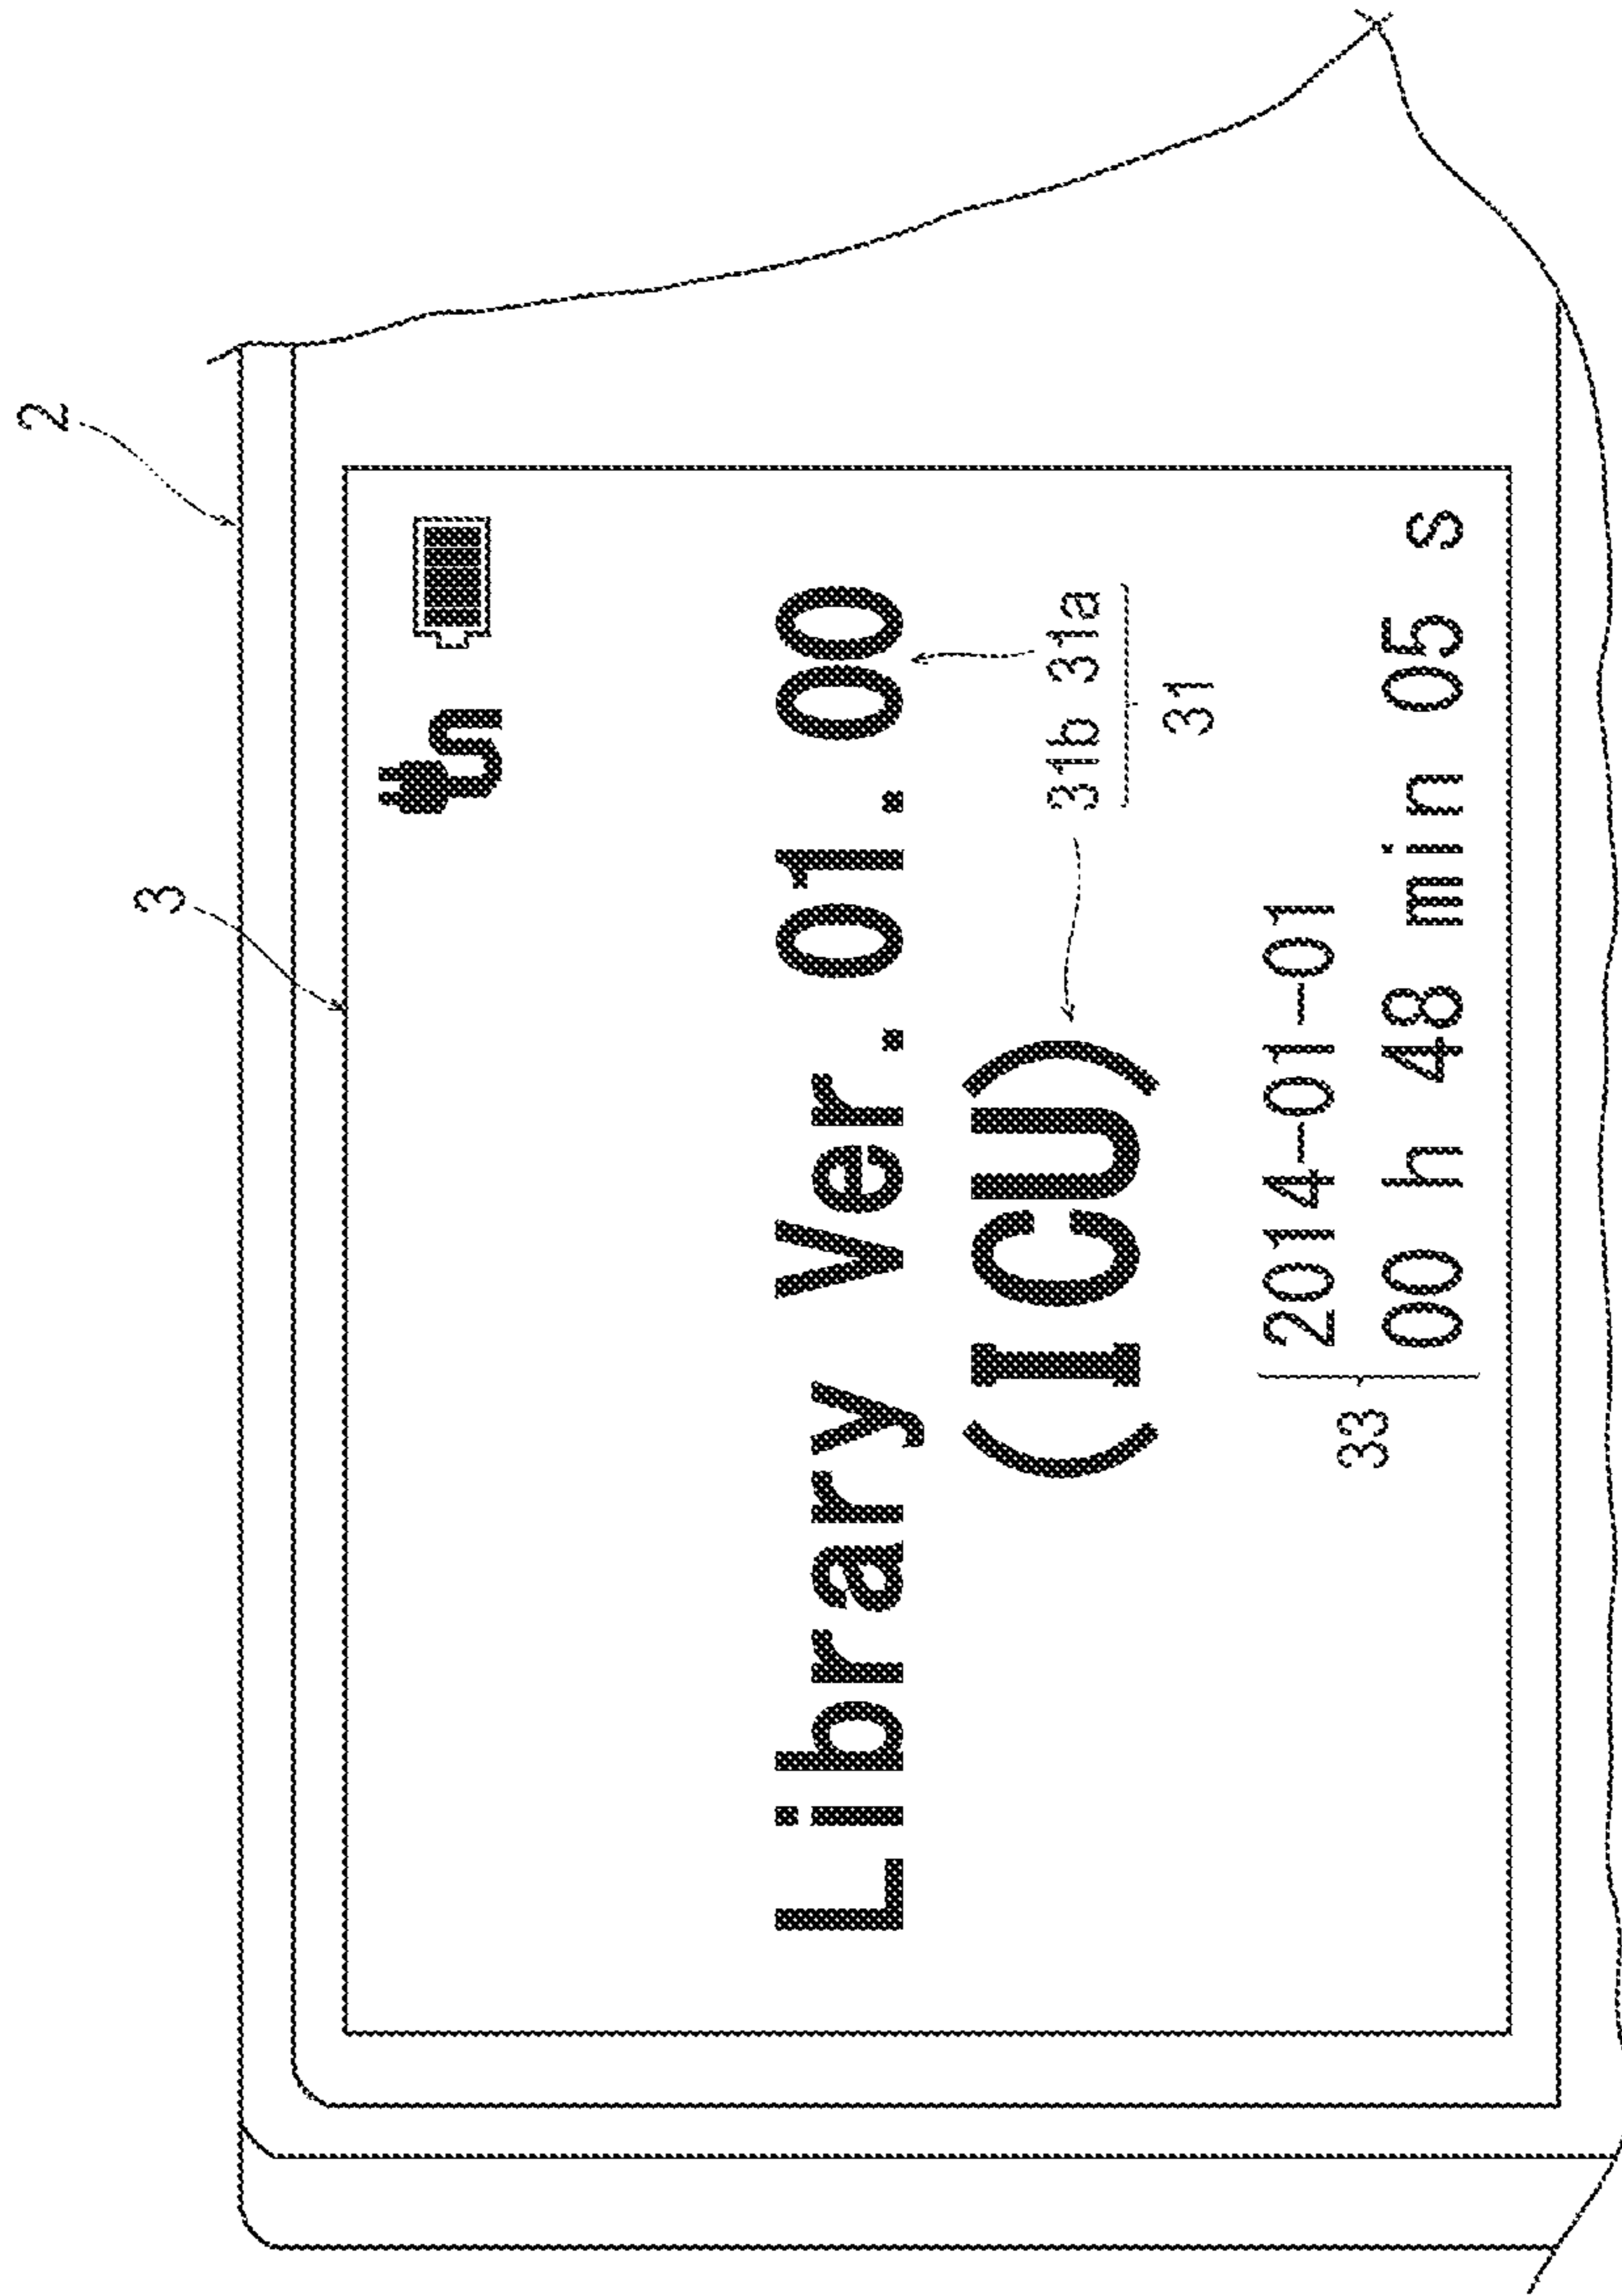 2
3
Library Ver. 01. 00
(ICU)
31b 31a
31
2014-01-01
00 h 48 min 05 s
33